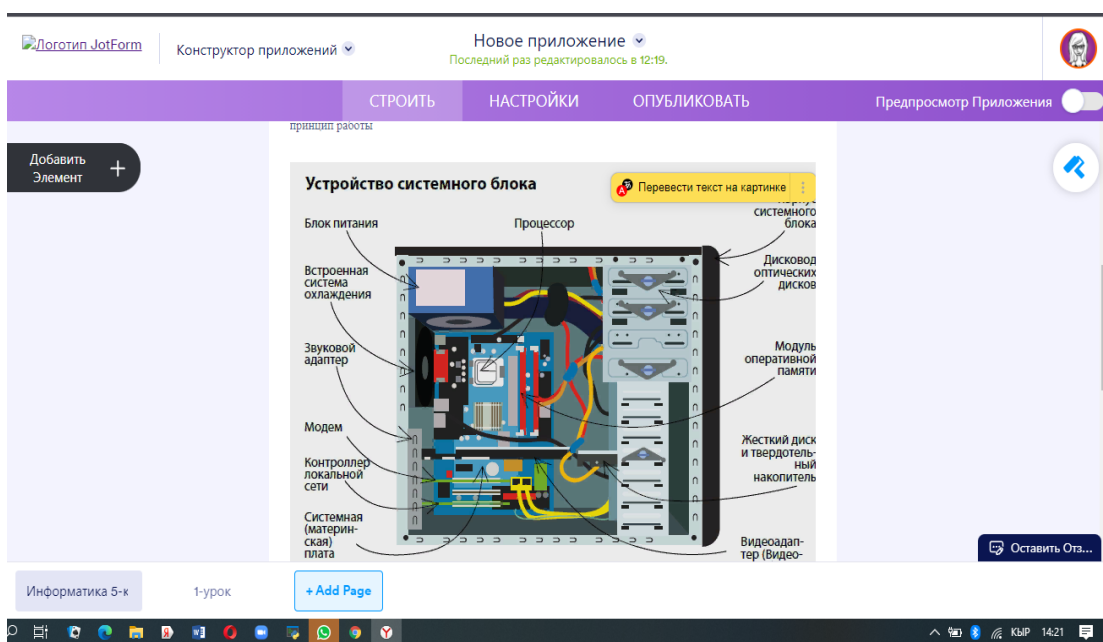 Логотип JotForm
Конструктор приложений
Новое приложение
Последний раз редактировалось в 12:19.
СТРОИТЬ
НАСТРОЙКИ
ОПУБЛИКОВАТЬ
Предпросмотр Приложения
принцип работы
Добавить
Элемент
Устройство системного блока
Перевести текст на картинке
Блок питания
Процессор
системного
блока
Встроенная
система
охлаждения
Дисковод
оптических
дисков
Звуковой
адаптер
Модуль
оперативной
памяти
Модем
Контроллер
локальной
сети
Жесткий диск
и твердотель-
ный
накопитель
Системная
(материн-
ская)
плата
Видеоадап-
тер (Видео-
Оставить Отз...
Информатика 5-к
1-урок
+ Add Page
КЫР
14:21